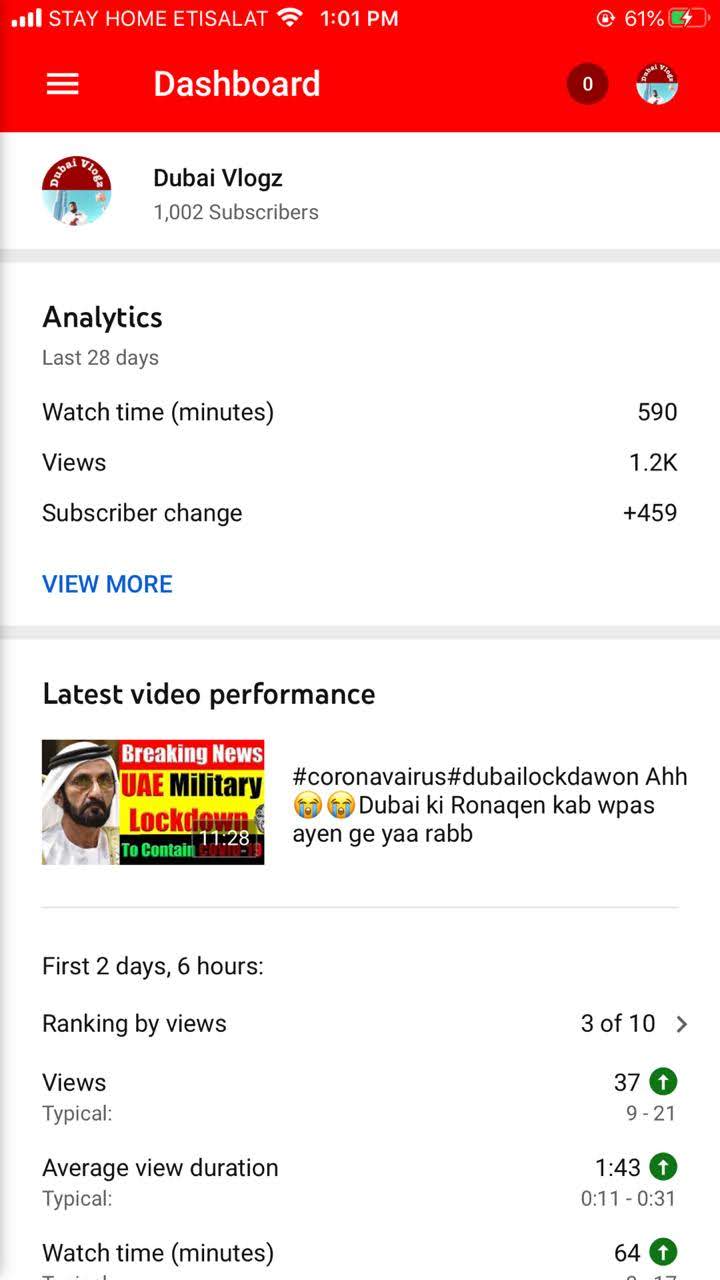 STAY HOME ETISALAT 1:01 PM 61%
Dashboard 0
Dubai Vlogz
Dubai Vlogz
Dubai Vlogz
1,002 Subscribers
Analytics
Last 28 days
Watch time (minutes) 590
Views 1.2K
Subscriber change +459
VIEW MORE
Latest video performance
Breaking News
UAE Military
Lockdown
11:28
To Contain Covid-19
#coronavairus#dubailockdawon Ahh
😭😭Dubai ki Ronaqen kab wpas
ayen ge yaa rabb
First 2 days, 6 hours:
Ranking by views 3 of 10 >
Views 37
Typical: 9 - 21
Average view duration 1:43
Typical: 0:11 - 0:31
Watch time (minutes) 64